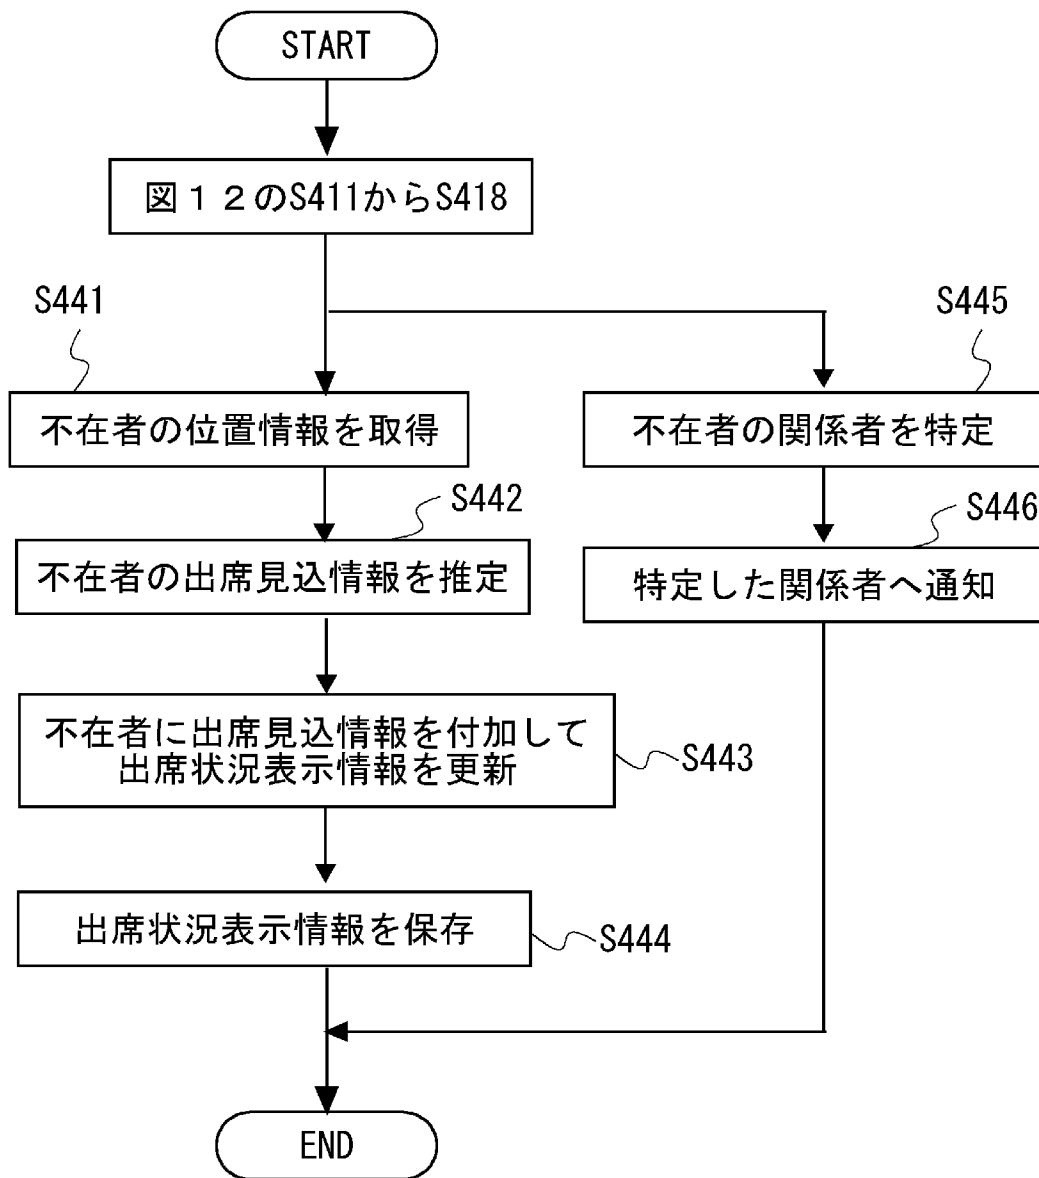 START
図１２のS411からS418
S441
S445
不在者の位置情報を取得
不在者の関係者を特定
S442
S446
不在者の出席見込情報を推定
特定した関係者へ通知
不在者に出席見込情報を付加して
出席状況表示情報を更新
S443
出席状況表示情報を保存
S444
END